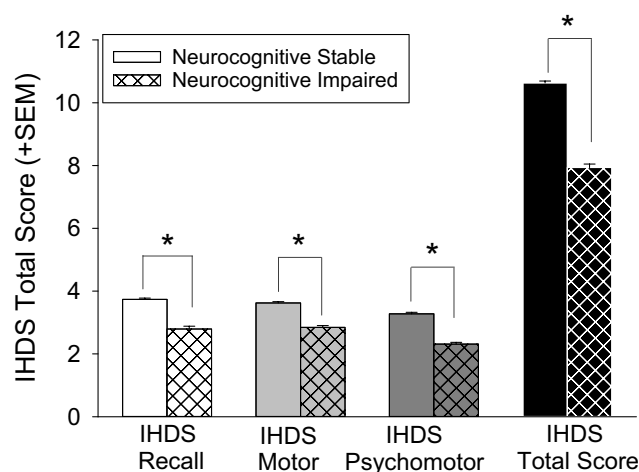 IHDS Total Score (+SEM)
12
10
8
6
4
2
0
Neurocognitive Stable
Neurocognitive Impaired
*
*
*
*
IHDS
Recall
IHDS
Motor
IHDS
Psychomotor
IHDS
Total Score